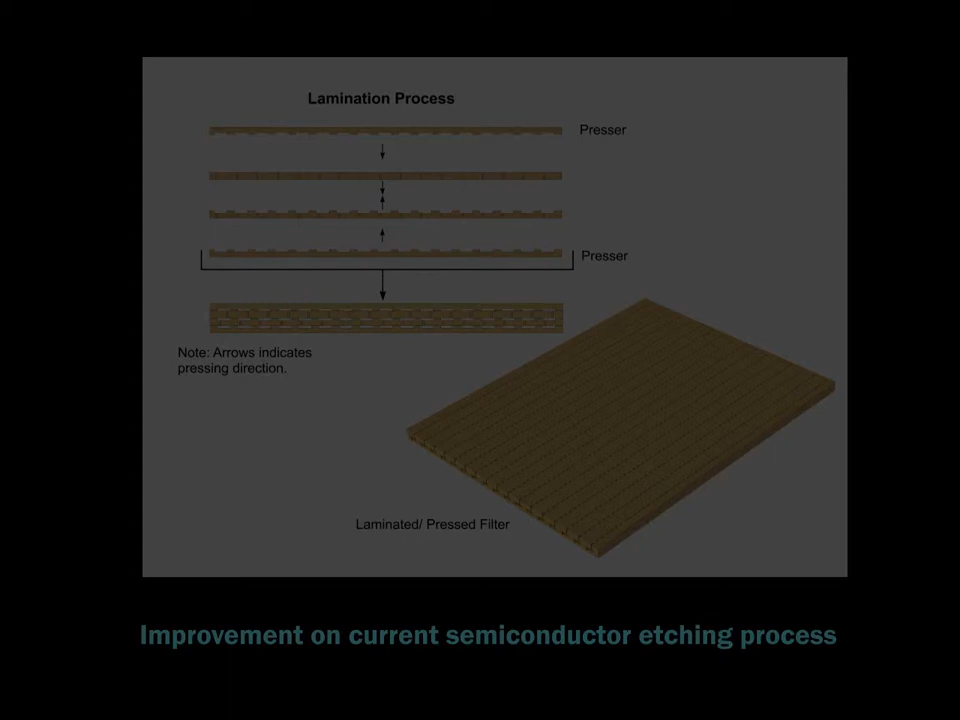 Lamination Process
Presser
Presser
Note: Arrows indicates
pressing direction.
Laminated/ Pressed Filter
Improvement on current semiconductor etching process